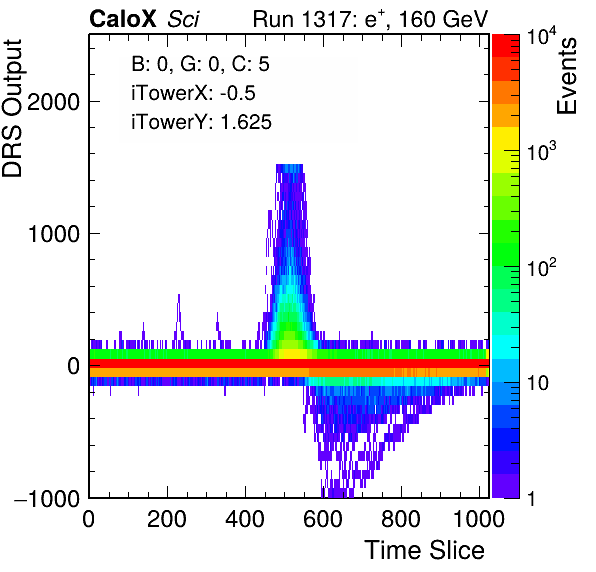 CaloX Sci Run 1317: e⁺, 160 GeV
B: 0, G: 0, C: 5
iTowerX: -0.5
iTowerY: 1.625
DRS Output
2000
1000
0
−1000
0 200 400 600 800 1000
Time Slice
Events
10⁴
10³
10²
10
1